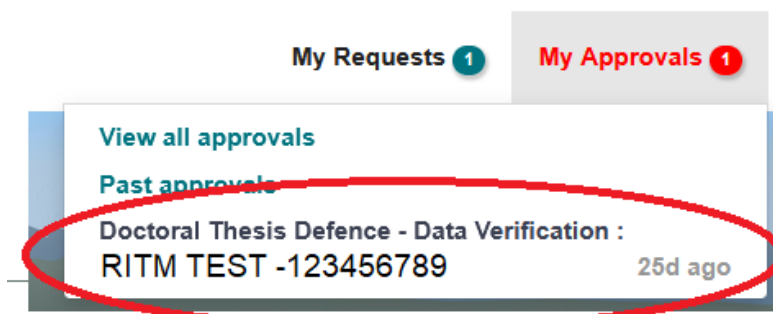 My Requests 1 My Approvals 1
View all approvals
Past approvals
Doctoral Thesis Defence - Data Verification :
RITM TEST -123456789 25d ago